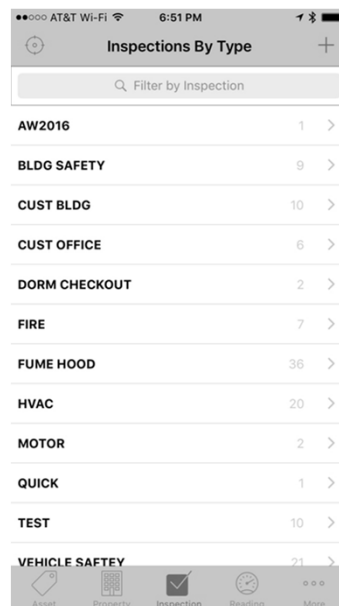 AT&T Wi-Fi 6:51 PM
Inspections By Type
Filter by Inspection
AW2016 1
BLDG SAFETY 9
CUST BLDG 10
CUST OFFICE 6
DORM CHECKOUT 2
FIRE 7
FUME HOOD 36
HVAC 20
MOTOR 2
QUICK 1
TEST 10
VEHICLE SAFTEY 21
Asset Property Inspection Reading More